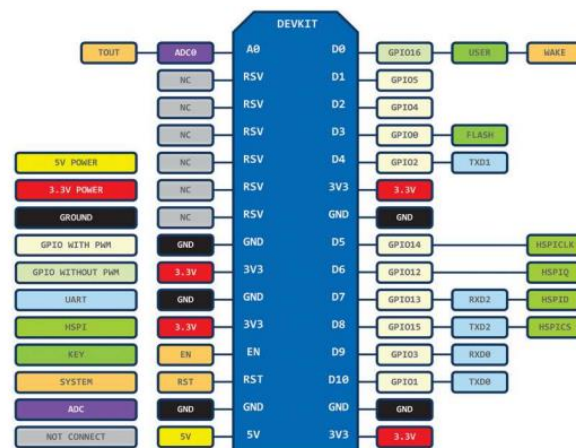 DEVKIT
TOUT ADC0 A0 D0 GPIO16 USER WAKE
NC RSV D1 GPIO5
NC RSV D2 GPIO4
NC RSV D3 GPIO0 FLASH
5V POWER NC RSV D4 GPIO2 TXD1
3.3V POWER NC RSV 3V3 3.3V
GROUND NC RSV GND GND
GPIO WITH PWM GND GND D5 GPIO14 HSPICLK
GPIO WITHOUT PWM 3.3V 3V3 D6 GPIO12 HSPIQ
UART GND GND D7 GPIO13 RXD2 HSPID
HSPI 3.3V 3V3 D8 GPIO15 TXD2 HSPICS
KEY EN EN D9 GPIO3 RXD0
SYSTEM RST RST D10 GPIO1 TXD0
ADC GND GND GND GND
NOT CONNECT 5V 5V 3V3 3.3V